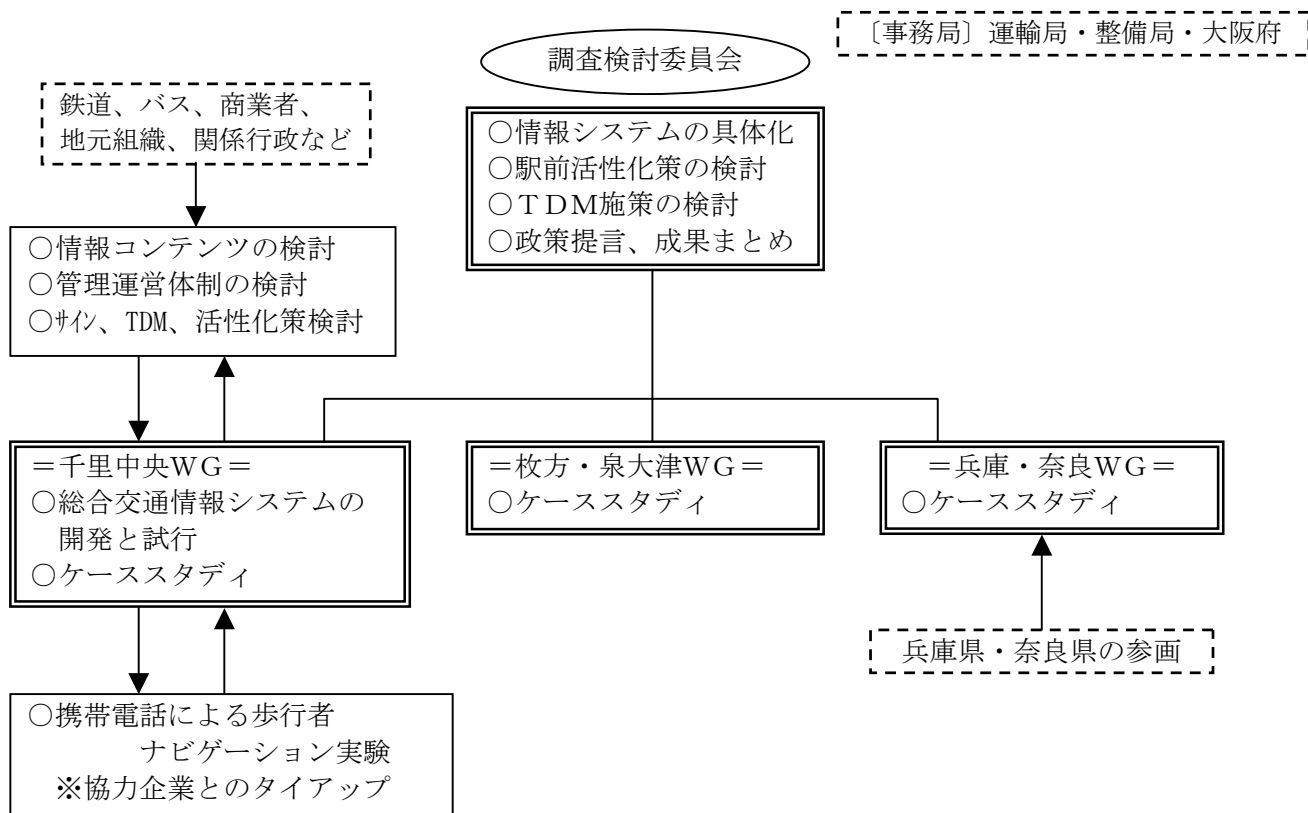 〔事務局〕運輸局・整備局・大阪府
調査検討委員会
○情報システムの具体化
○駅前活性化策の検討
○ＴＤＭ施策の検討
○政策提言、成果まとめ
鉄道、バス、商業者、
地元組織、関係行政など
○情報コンテンツの検討
○管理運営体制の検討
○ｻｲﾝ、TDM、活性化策検討
＝千里中央ＷＧ＝
○総合交通情報システムの
開発と試行
○ケーススタディ
＝枚方・泉大津ＷＧ＝
○ケーススタディ
＝兵庫・奈良ＷＧ＝
○ケーススタディ
兵庫県・奈良県の参画
○携帯電話による歩行者
ナビゲーション実験
※協力企業とのタイアップ